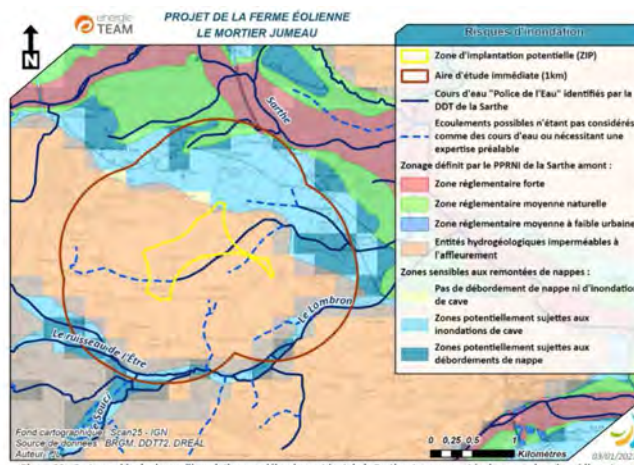 energie
TEAM
PROJET DE LA FERME ÉOLIENNE
LE MORTIER JUMEAU
N
Risques d'inondation
Zone d'implantation potentielle (ZIP)
Aire d'étude immédiate (1km)
Cours d'eau "Police de l'Eau" identifiés par la
DDT de la Sarthe
Ecoulements possibles n'étant pas considérés
comme des cours d'eau ou nécessitant une
expertise préalable
Zonage définit par le PPRNI de la Sarthe amont :
Zone réglementaire forte
Zone réglementaire moyenne naturelle
Zone réglementaire moyenne à faible urbaine
Entités hydrogéologiques imperméables à
l'affleurement
Zones sensibles aux remontées de nappes :
Pas de débordement de nappe ni d'inondation
de cave
Zones potentiellement sujettes aux
inondations de cave
Zones potentiellement sujettes aux
débordements de nappe
Sarthe
Le Lombron
Le ruisseau de l'Être
Le Souci
Fond cartographique : Scan25 - IGN
Source de données : BRGM, DDT72, DREAL
Auteur :
0 0,25 0,5 1
Kilomètres
03/01/202